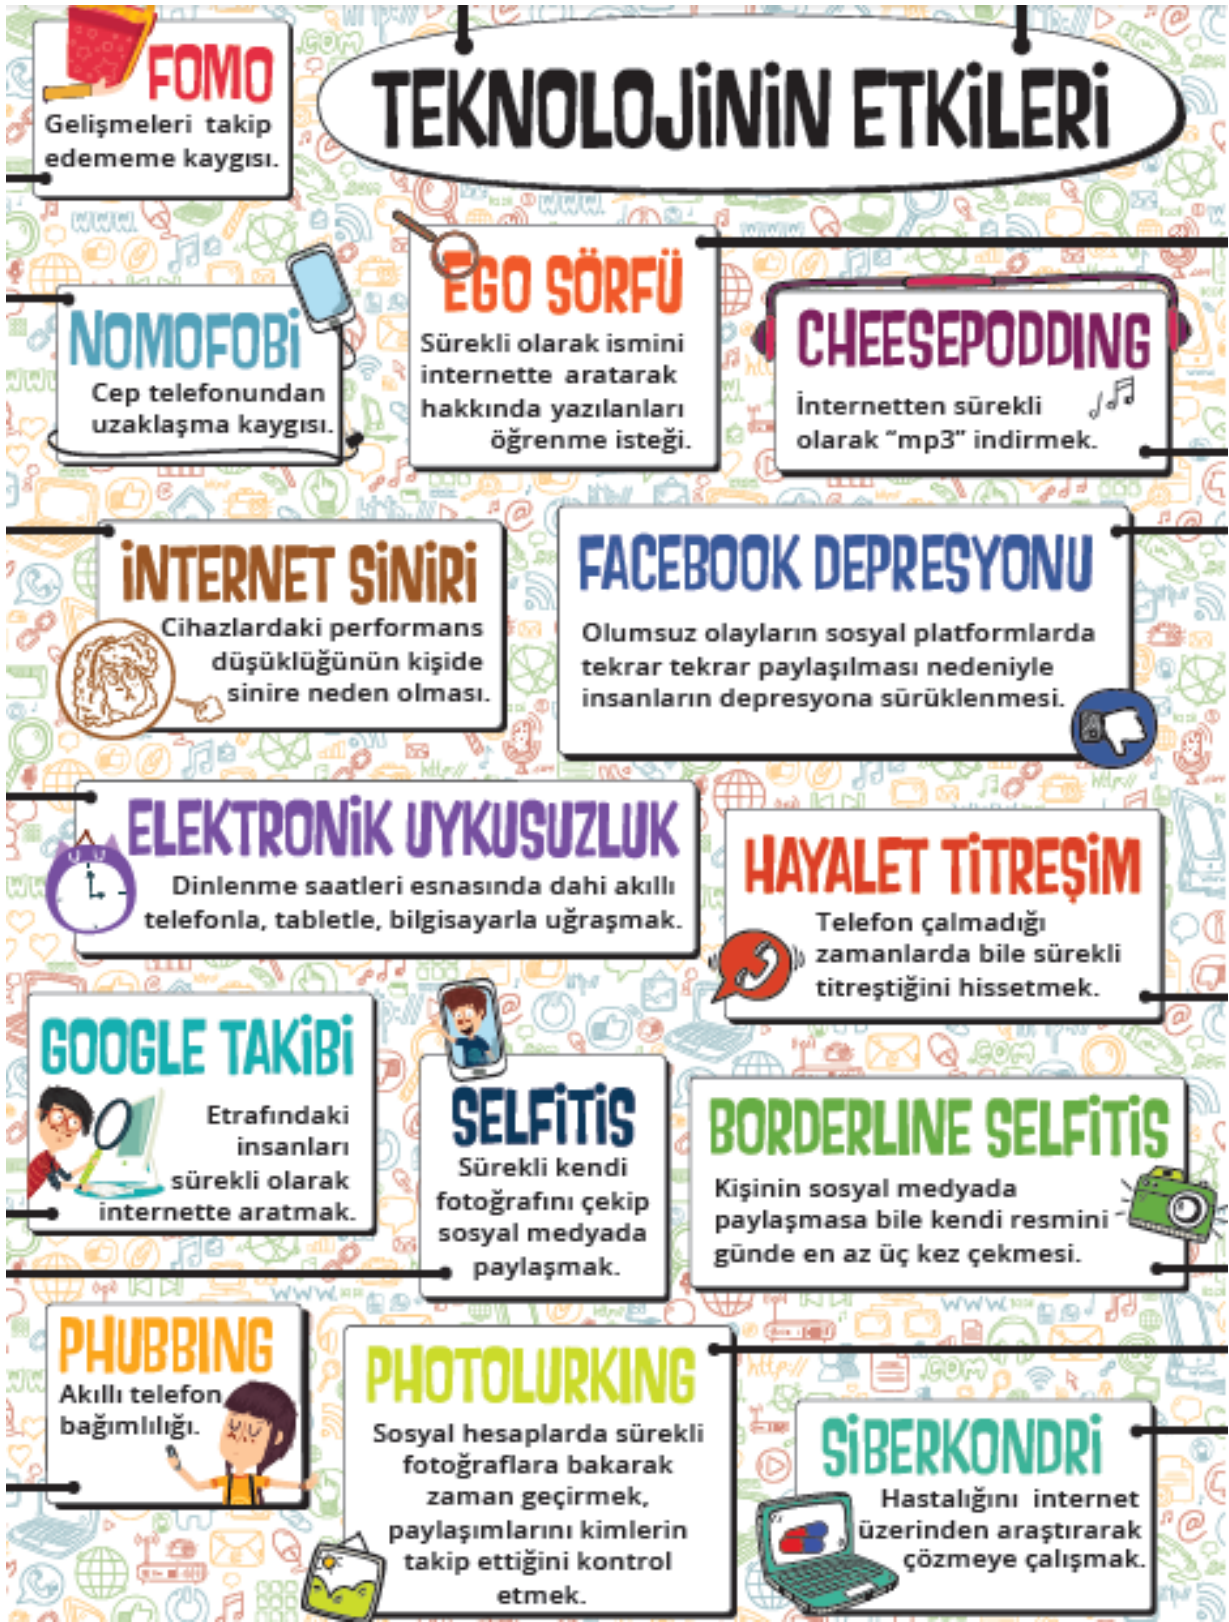 TEKNOLOJİNİN ETKİLERİ
FOMO
Gelişmeleri takip
edememe kaygısı.
NOMOFOBİ
Cep telefonundan
uzaklaşma kaygısı.
EGO SÖRFÜ
Sürekli olarak ismini
internette aratarak
hakkında yazılanları
öğrenme isteği.
CHEESEPODDING
İnternetten sürekli
olarak “mp3” indirmek.
İNTERNET SİNİRİ
Cihazlardaki performans
düşüklüğünün kişide
sinire neden olması.
FACEBOOK DEPRESYONU
Olumsuz olayların sosyal platformlarda
tekrar tekrar paylaşılması nedeniyle
insanların depresyona sürüklenmesi.
ELEKTRONİK UYKUSUZLUK
Dinlenme saatleri esnasında dahi akıllı
telefonla, tabletle, bilgisayarla uğraşmak.
HAYALET TİTREŞİM
Telefon çalmadığı
zamanlarda bile sürekli
titreştiğini hissetmek.
GOOGLE TAKİBİ
Etrafındaki
insanları
sürekli olarak
internette aratmak.
SELFİTİS
Sürekli kendi
fotoğrafını çekip
sosyal medyada
paylaşmak.
BORDERLINE SELFİTİS
Kişinin sosyal medyada
paylaşmasa bile kendi resmini
günde en az üç kez çekmesi.
PHUBBING
Akıllı telefon
bağımlılığı.
PHOTOLURKING
Sosyal hesaplarda sürekli
fotoğraflara bakarak
zaman geçirmek,
paylaşımlarını kimlerin
takip ettiğini kontrol
etmek.
SİBERKONDRİ
Hastalığını internet
üzerinden araştırarak
çözmeye çalışmak.